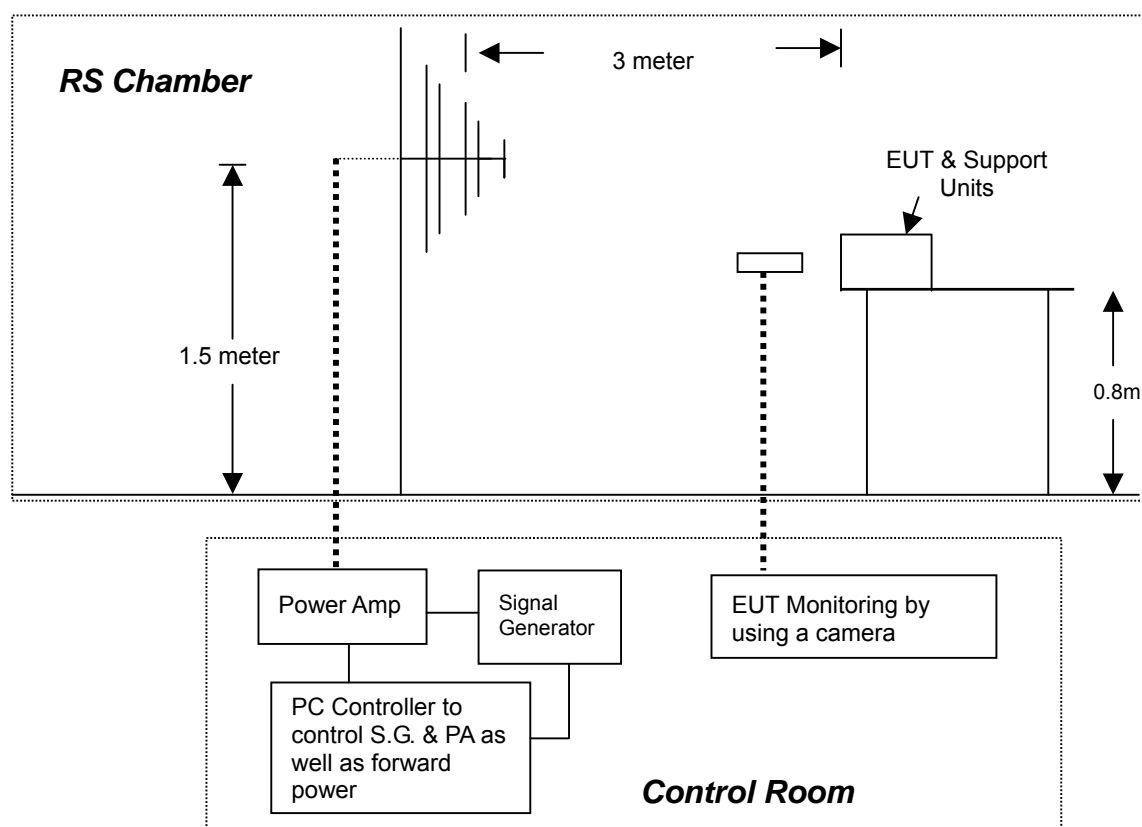 3 meter
RS Chamber
EUT & Support
Units
1.5 meter
0.8m
Power Amp
Signal
Generator
EUT Monitoring by
using a camera
PC Controller to
control S.G. & PA as
well as forward
power
Control Room